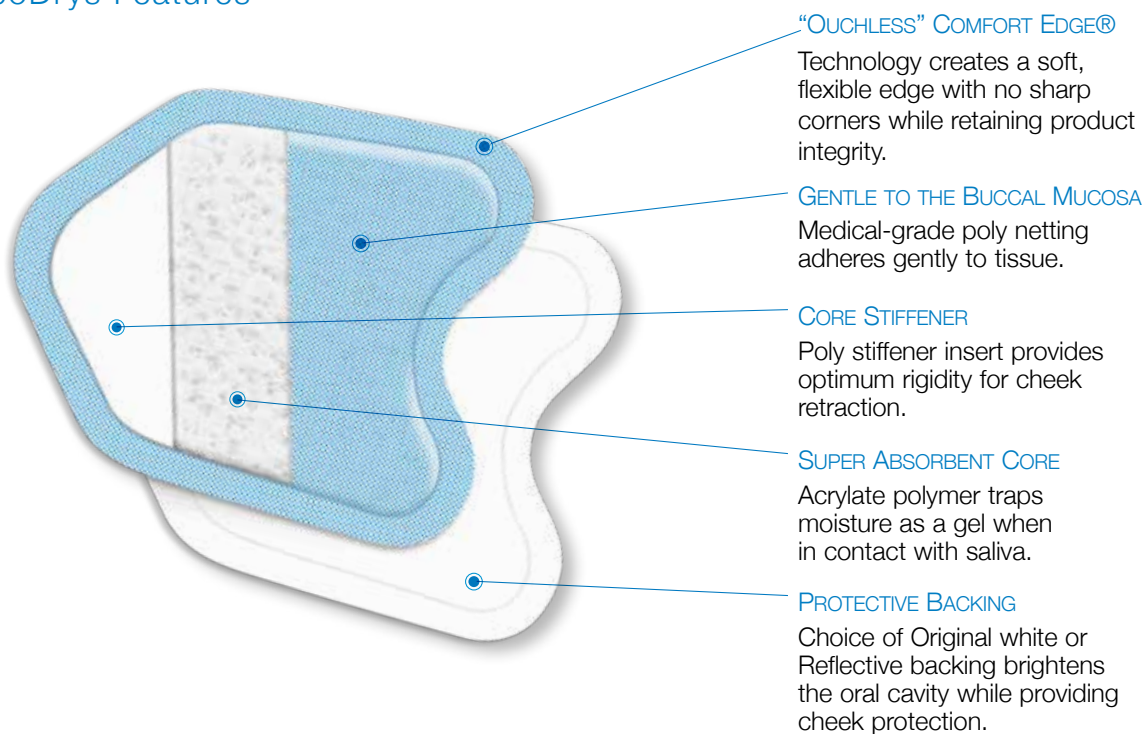 Features
“OUCHLESS” COMFORT EDGE®
Technology creates a soft,
flexible edge with no sharp
corners while retaining product
integrity.
GENTLE TO THE BUCCAL MUCOSA
Medical-grade poly netting
adheres gently to tissue.
CORE STIFFENER
Poly stiffener insert provides
optimum rigidity for cheek
retraction.
SUPER ABSORBENT CORE
Acrylate polymer traps
moisture as a gel when
in contact with saliva.
PROTECTIVE BACKING
Choice of Original white or
Reflective backing brightens
the oral cavity while providing
cheek protection.